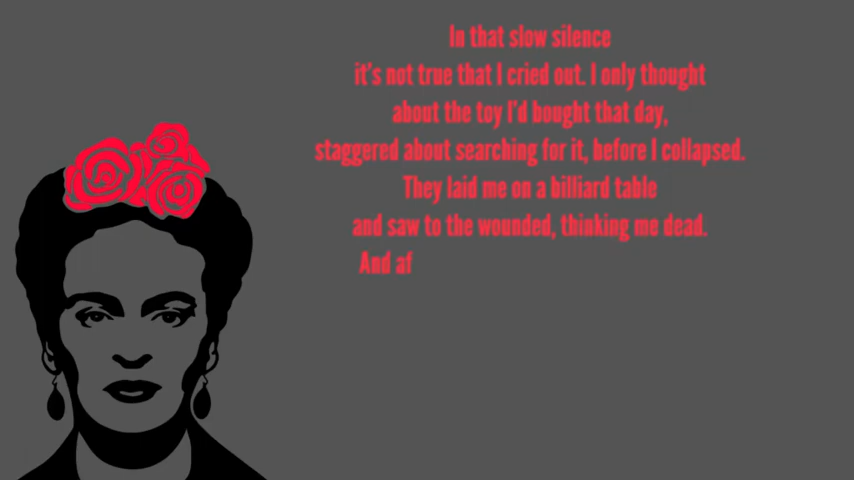 In that slow silence
it's not true that I cried out. I only thought
about the toy I'd bought that day,
staggered about searching for it, before I collapsed.
They laid me on a billiard table
and saw to the wounded, thinking me dead.
And af